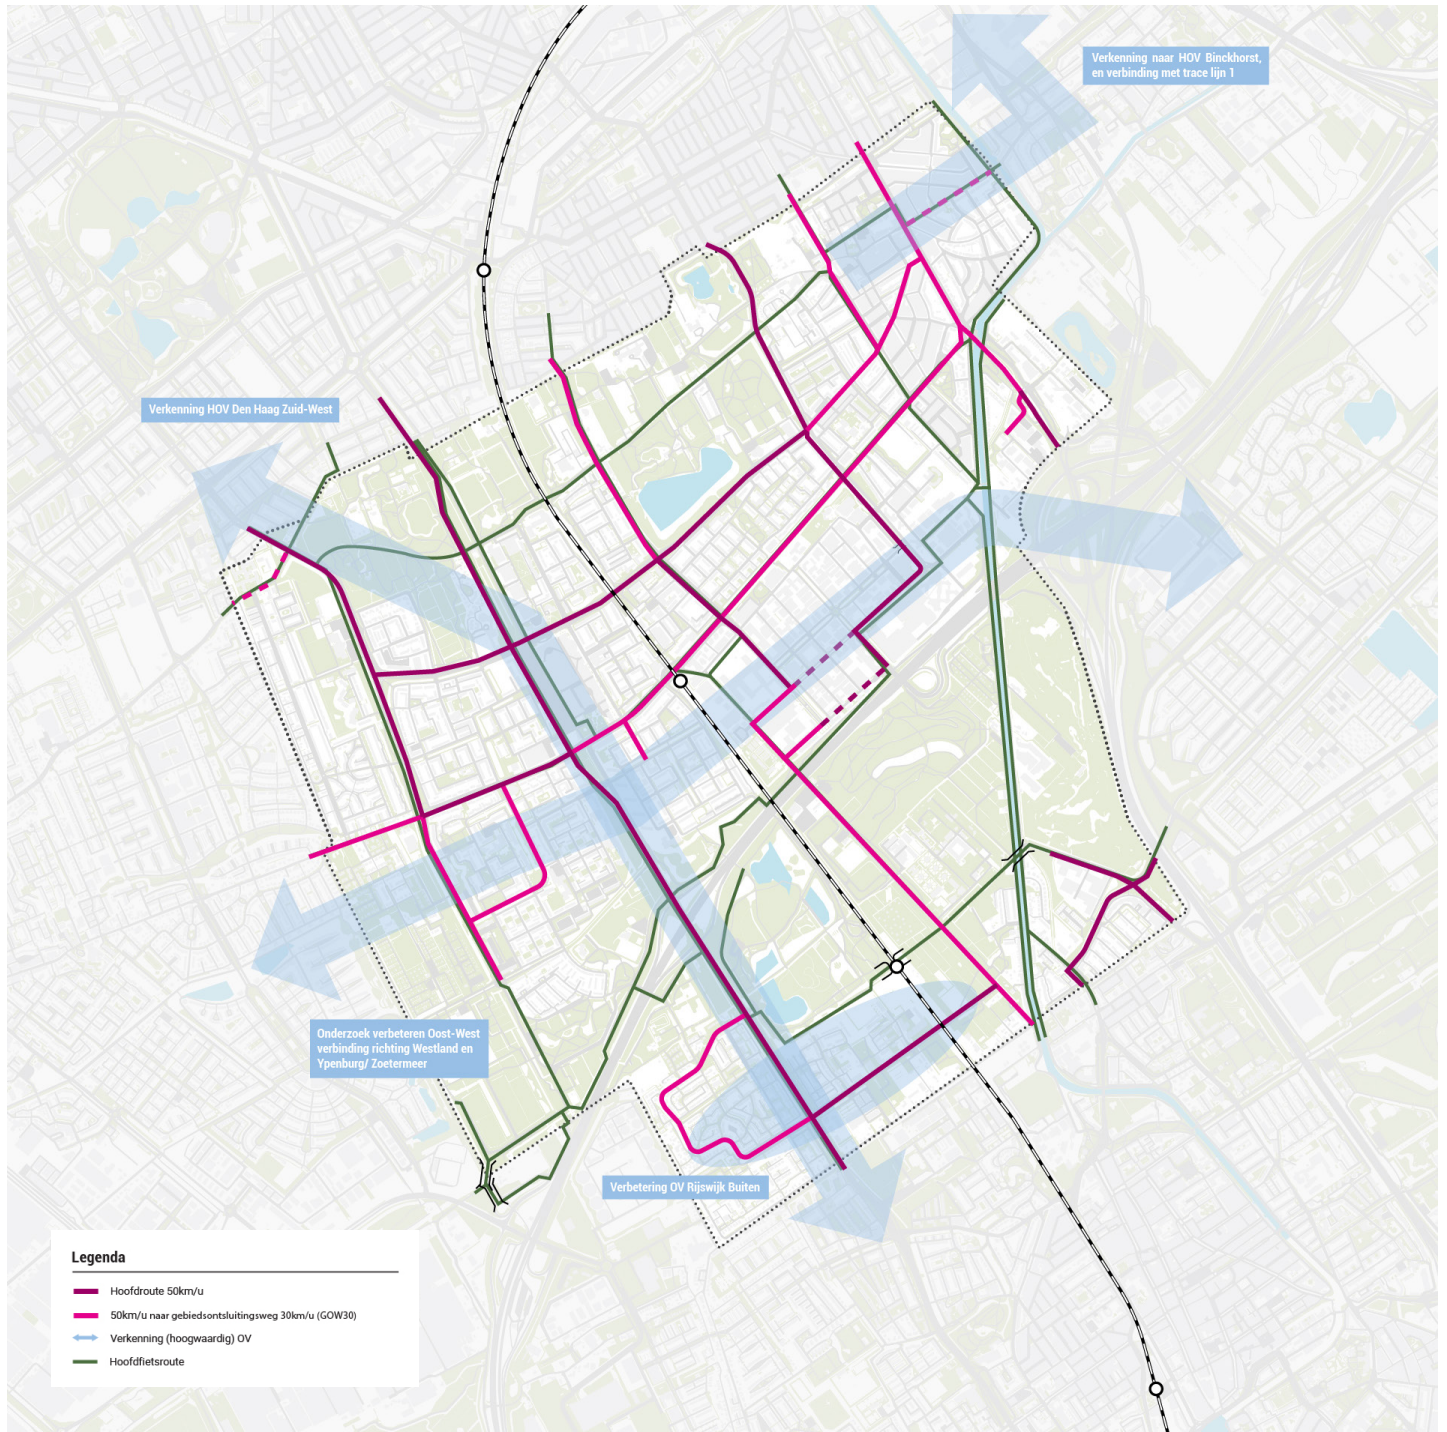 Verkenning naar HOV Binckhorst,
en verbinding met trace lijn 1
Verkenning HOV Den Haag Zuid-West
Onderzoek verbeteren Oost-West
verbinding richting Westland en
Ypenburg/ Zoetermeer
Verbetering OV Rijswijk Buiten
Legenda
Hoofdroute 50km/u
50km/u naar gebiedsontsluitingsweg 30km/u (GOW30)
Verkenning (hoogwaardig) OV
Hoofdfietsroute